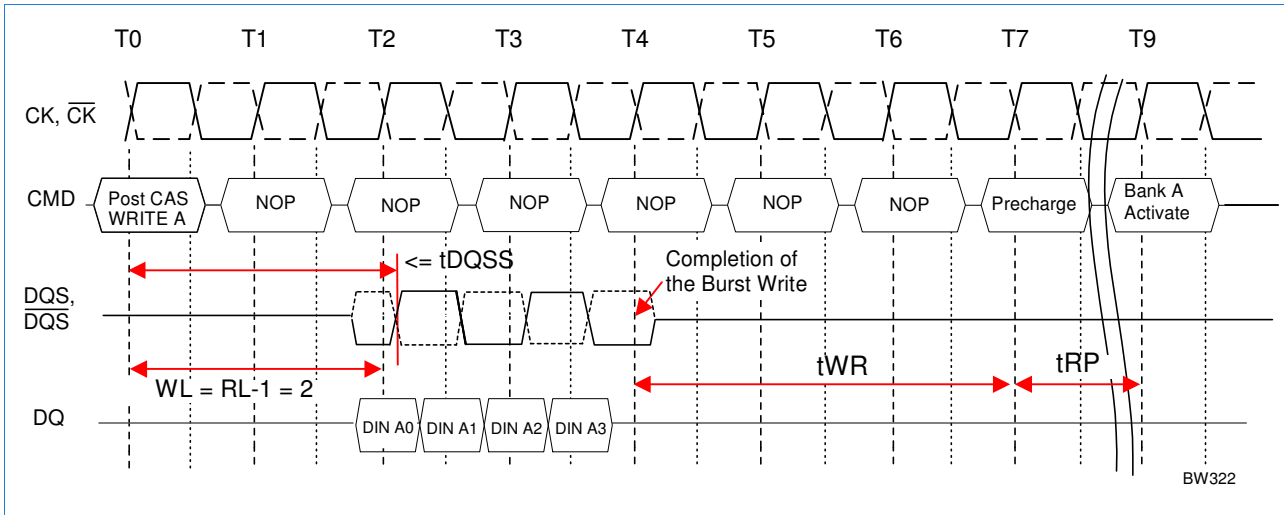 T0 T1 T2 T3 T4 T5 T6 T7 T9
CK, C̅K̅
CMD
Post CAS
WRITE A
NOP
NOP
NOP
NOP
NOP
NOP
Precharge
Bank A
Activate
<= tDQSS
Completion of
the Burst Write
DQS,
D̅Q̅S̅
WL = RL-1 = 2
tWR
tRP
DQ
DIN A0
DIN A1
DIN A2
DIN A3
BW322